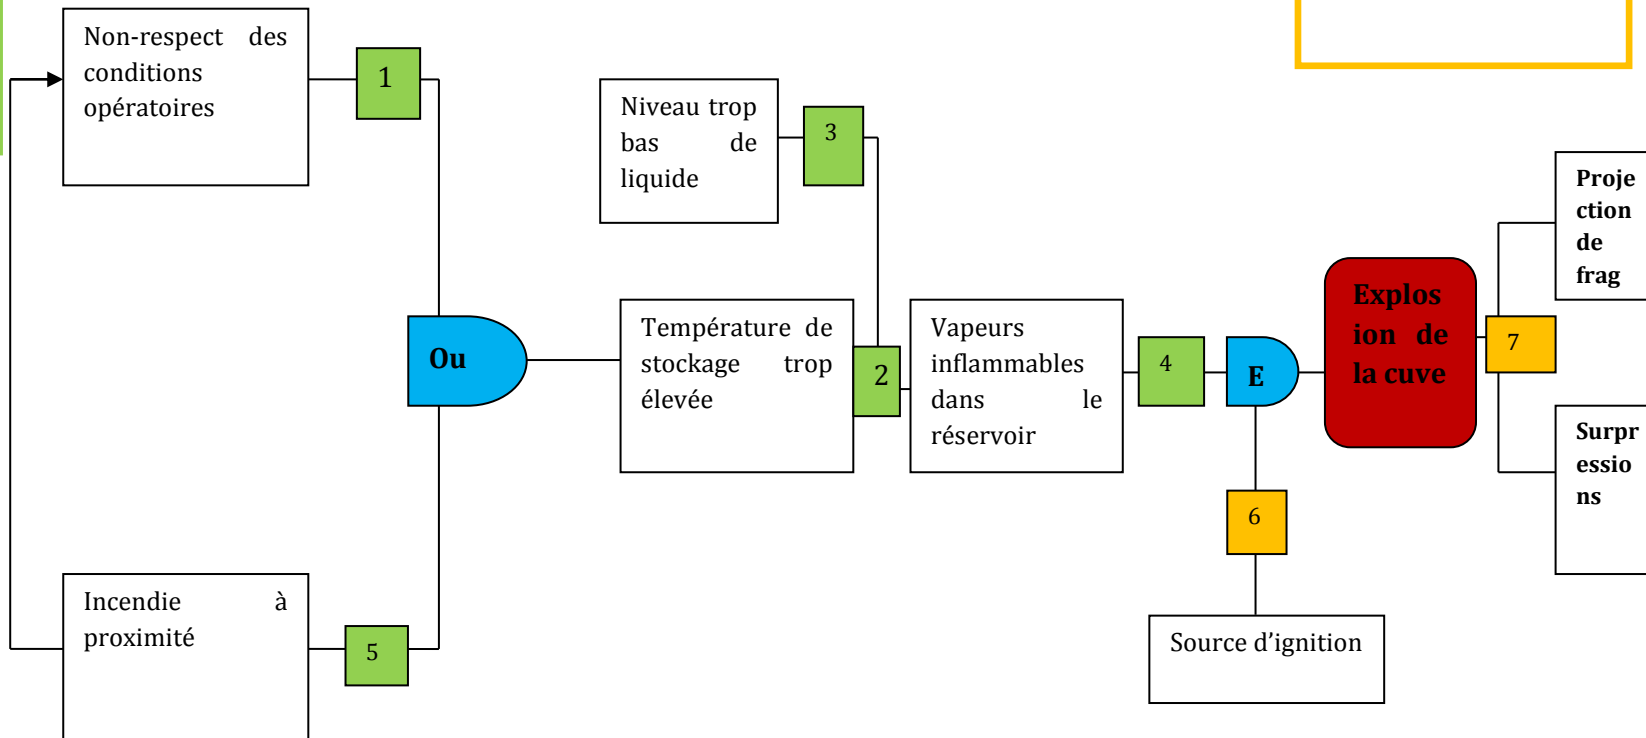 Non-respect des
conditions
opératoires
1
Niveau trop
bas de
liquide
3
Proje
ction
de
frag
Ou
Température de
stockage trop
élevée
2
Vapeurs
inflammables
dans le
réservoir
4
E
Explos
ion de
la cuve
7
Surpr
essio
ns
6
Incendie à
proximité
5
Source d’ignition